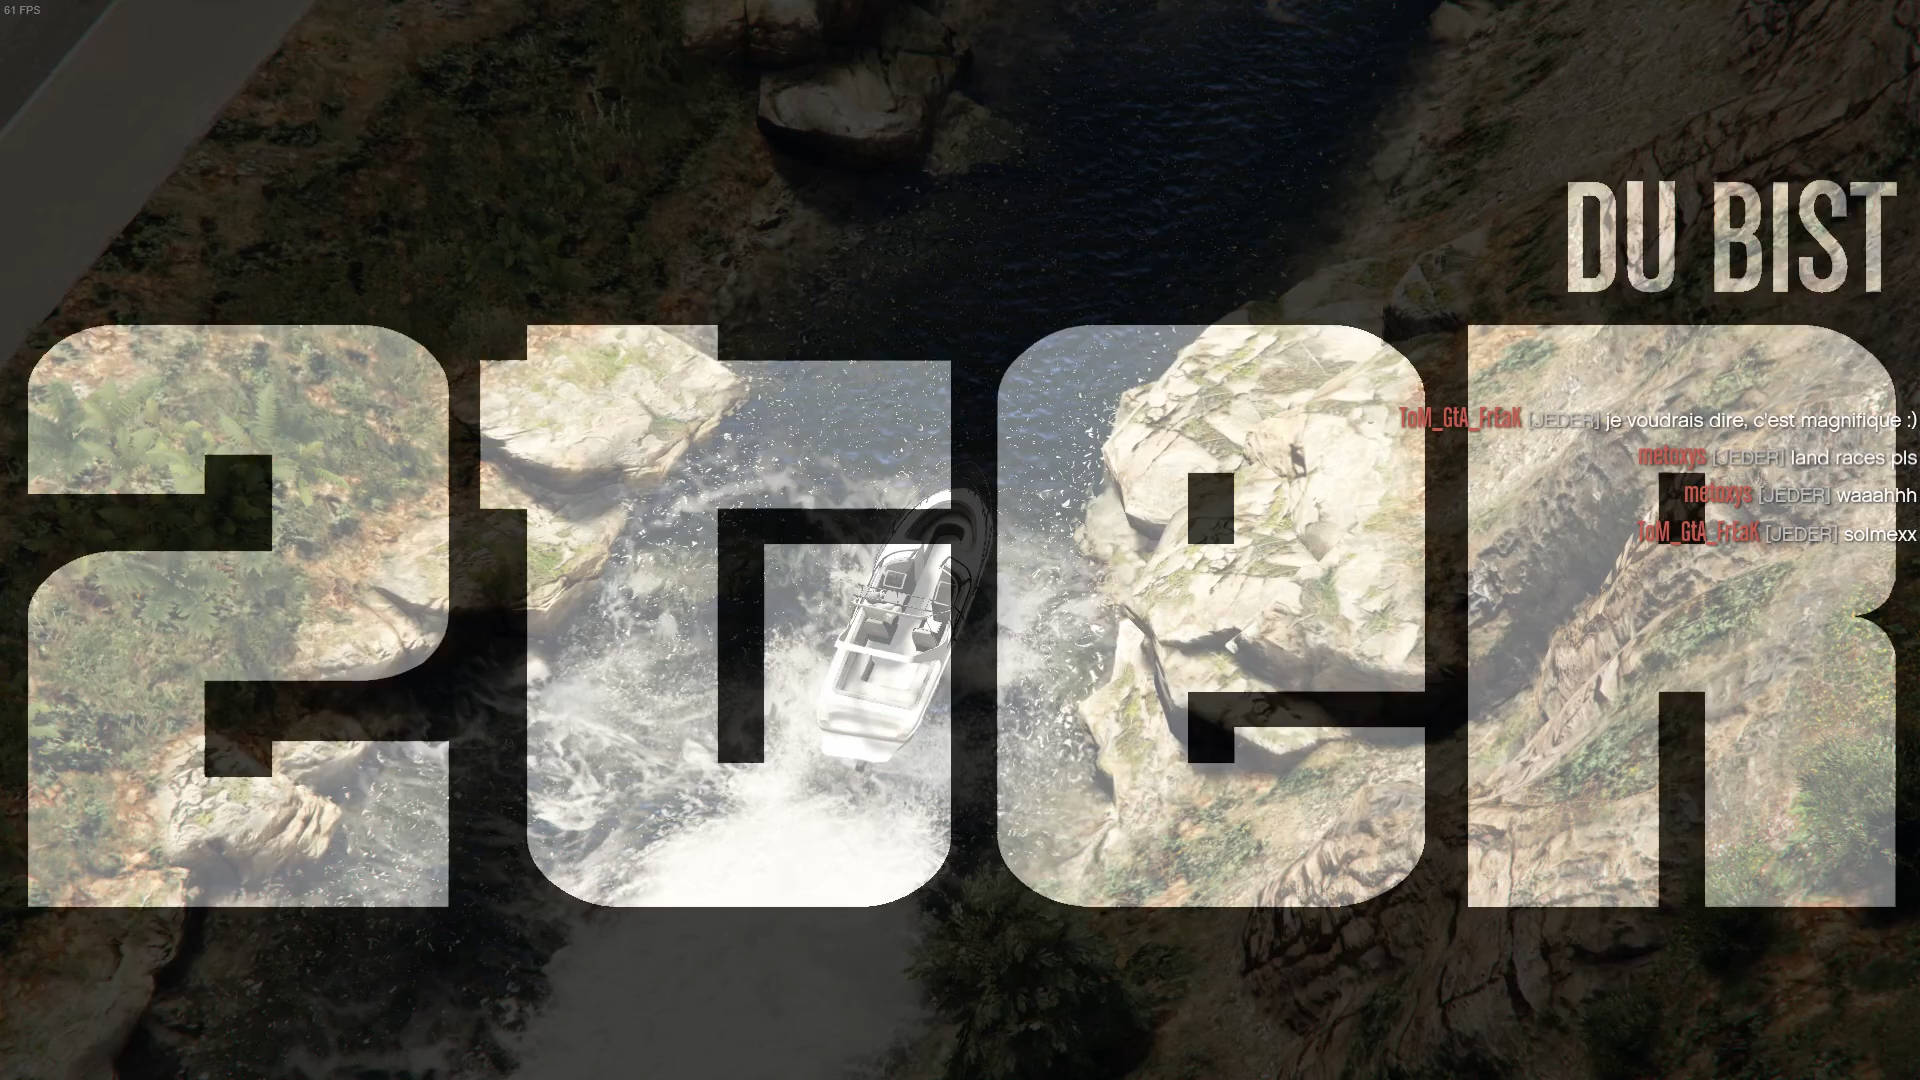 61 FPS
DU BIST
2ter
ToM_GtA_FrEaK [JEDER] je voudrais dire, c'est magnifique :)
metoxys [JEDER] land races pls
metoxys [JEDER] waaahhh
ToM_GtA_FrEaK [JEDER] solmexx